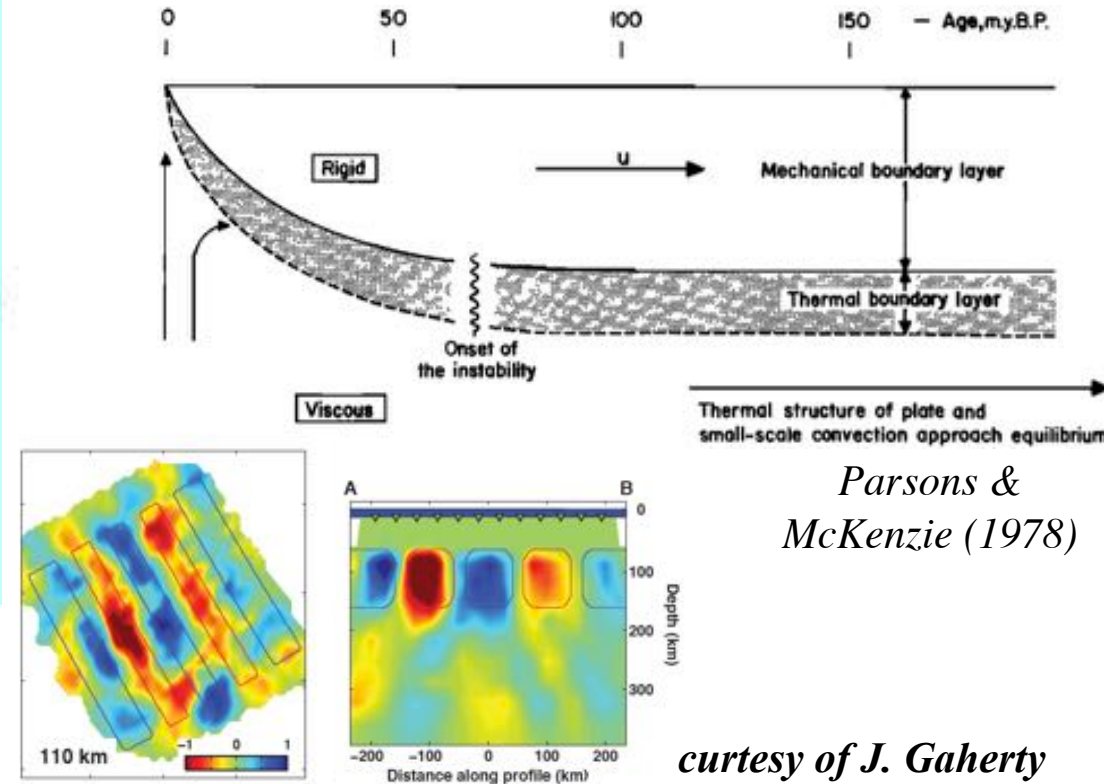 0 50 100 150 — Age, m.y.B.P.
Rigid
u
Mechanical boundary layer
Thermal boundary layer
Onset of
the instability
Viscous
Thermal structure of plate and
small-scale convection approach equilibrium
Parsons &
McKenzie (1978)
110 km
−1 0 1
A B
0
100
200
300
Depth (km)
−200 −100 0 100 200
Distance along profile (km)
curtesy of J. Gaherty